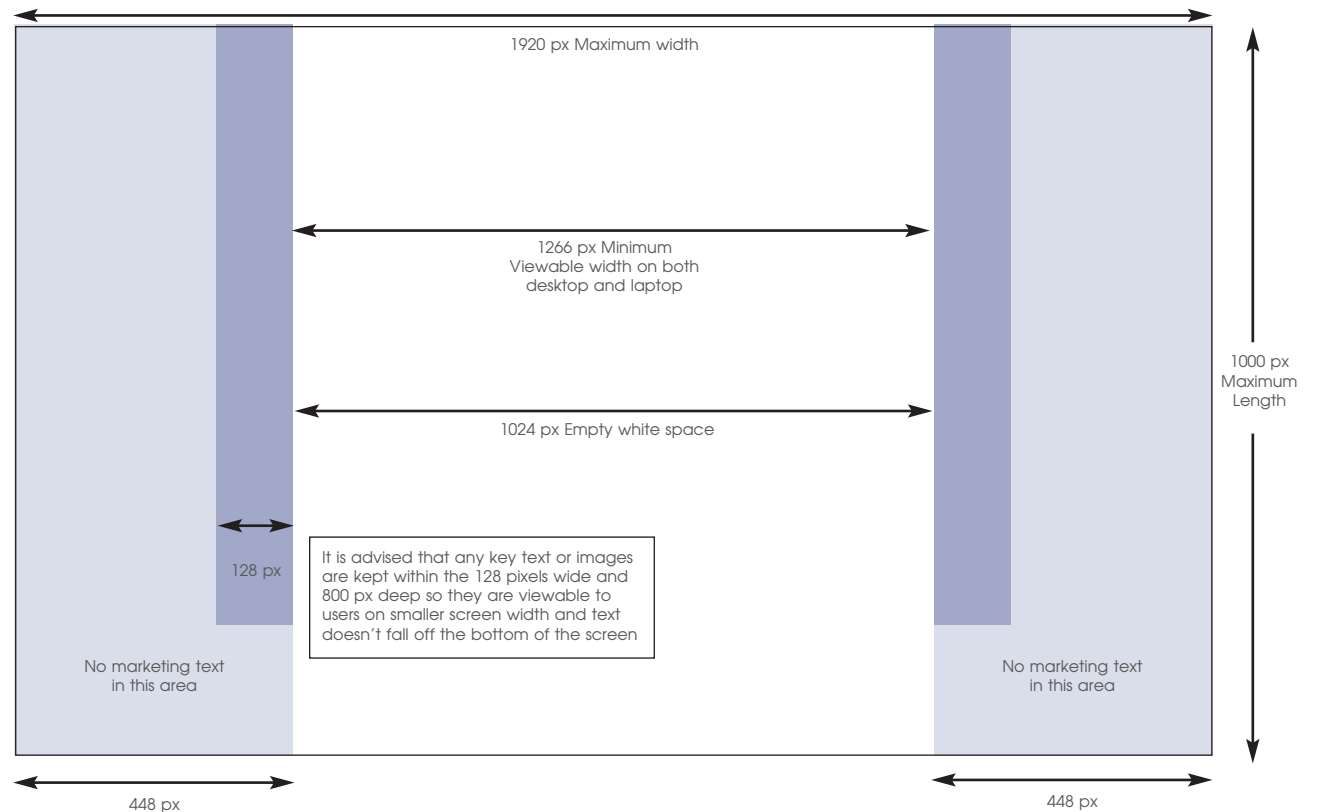 1920 px Maximum width
1266 px Minimum
Viewable width on both
desktop and laptop
1000 px
Maximum
Length
1024 px Empty white space
128 px
It is advised that any key text or images
are kept within the 128 pixels wide and
800 px deep so they are viewable to
users on smaller screen width and text
doesn't fall off the bottom of the screen
No marketing text
in this area
No marketing text
in this area
448 px
448 px